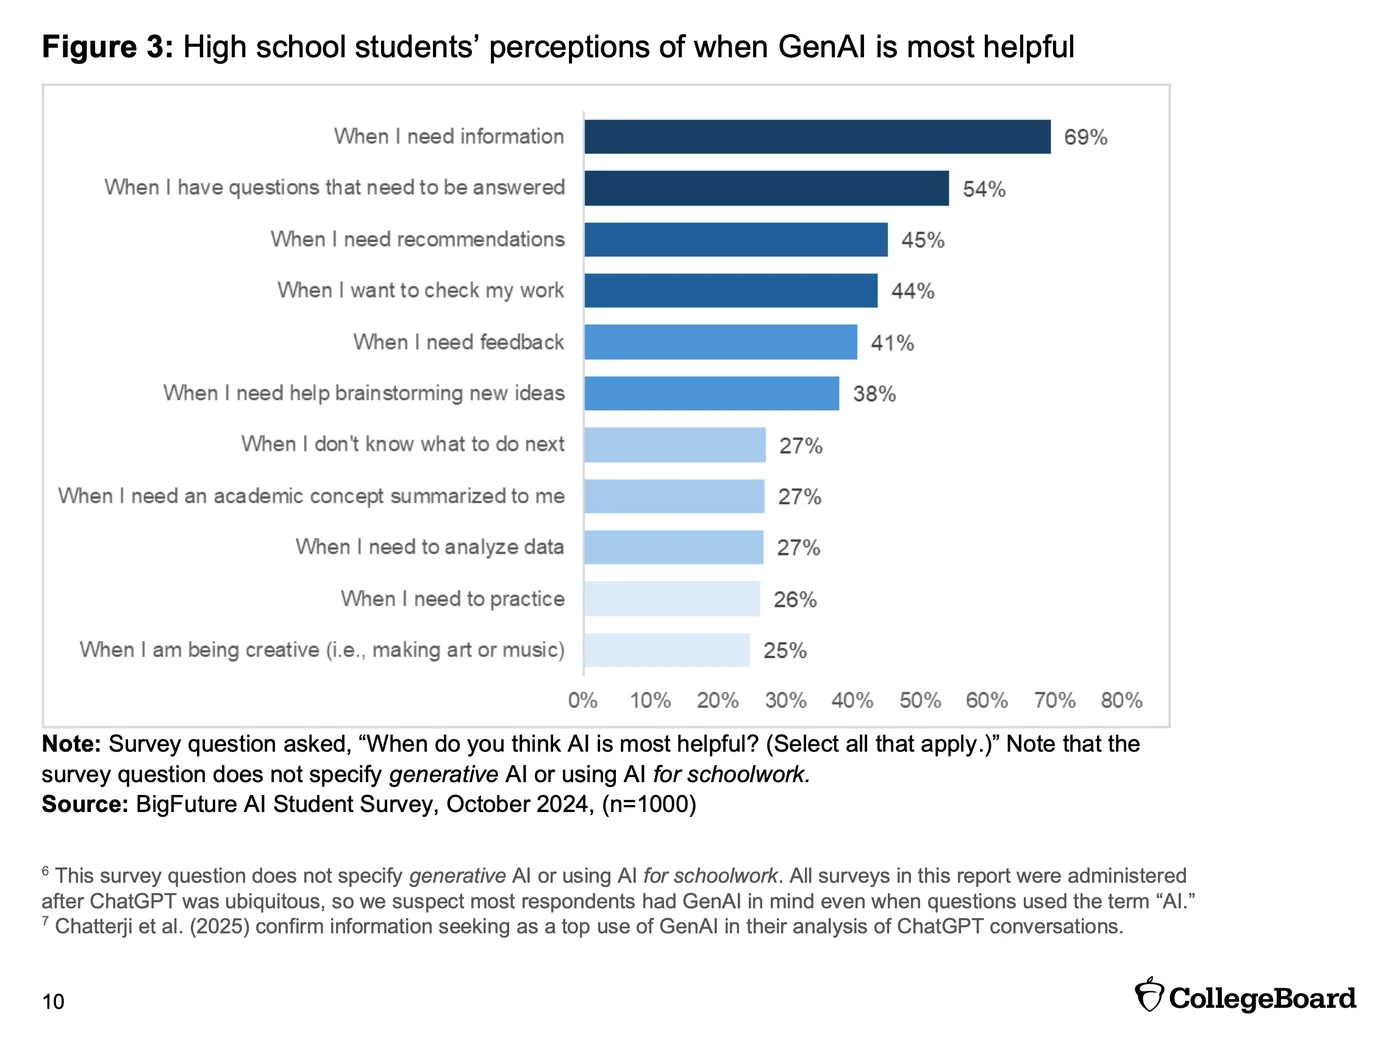 Figure 3: High school students’ perceptions of when GenAI is most helpful
When I need information 69%
When I have questions that need to be answered 54%
When I need recommendations 45%
When I want to check my work 44%
When I need feedback 41%
When I need help brainstorming new ideas 38%
When I don't know what to do next 27%
When I need an academic concept summarized to me 27%
When I need to analyze data 27%
When I need to practice 26%
When I am being creative (i.e., making art or music) 25%
0% 10% 20% 30% 40% 50% 60% 70% 80%
Note: Survey question asked, “When do you think AI is most helpful? (Select all that apply.)” Note that the
survey question does not specify generative AI or using AI for schoolwork.
Source: BigFuture AI Student Survey, October 2024, (n=1000)
6 This survey question does not specify generative AI or using AI for schoolwork. All surveys in this report were administered
after ChatGPT was ubiquitous, so we suspect most respondents had GenAI in mind even when questions used the term “AI.”
7 Chatterji et al. (2025) confirm information seeking as a top use of GenAI in their analysis of ChatGPT conversations.
10
CollegeBoard